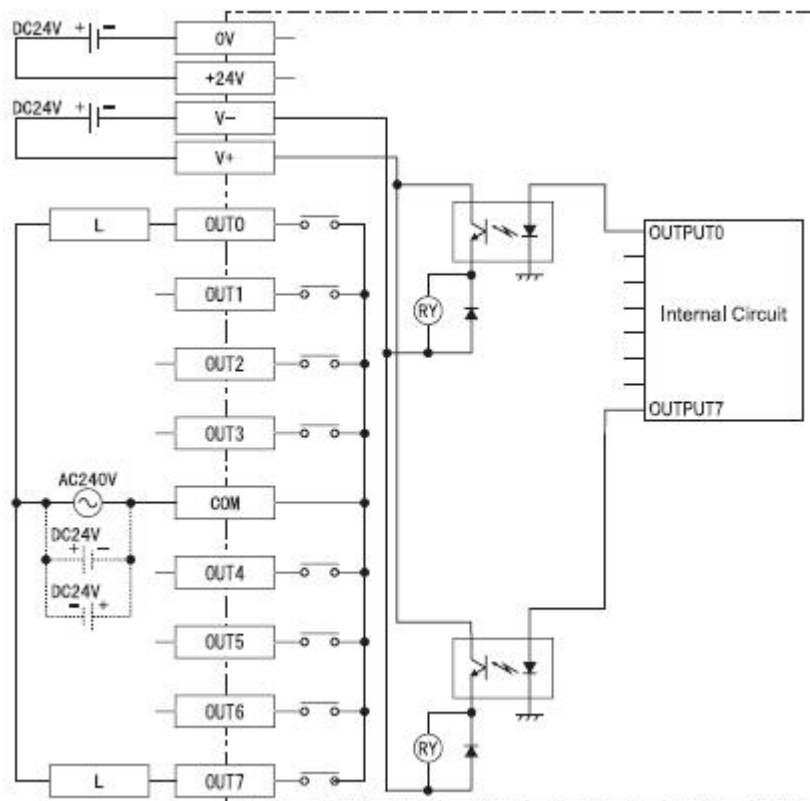 DC24V + -
0V
+24V
DC24V + -
V-
V+
L
OUT0
OUTPUT0
OUT1
RY
Internal Circuit
OUT2
OUTPUT7
OUT3
AC240V
COM
DC24V
+ -
OUT4
DC24V
- +
OUT5
OUT6
RY
L
OUT7